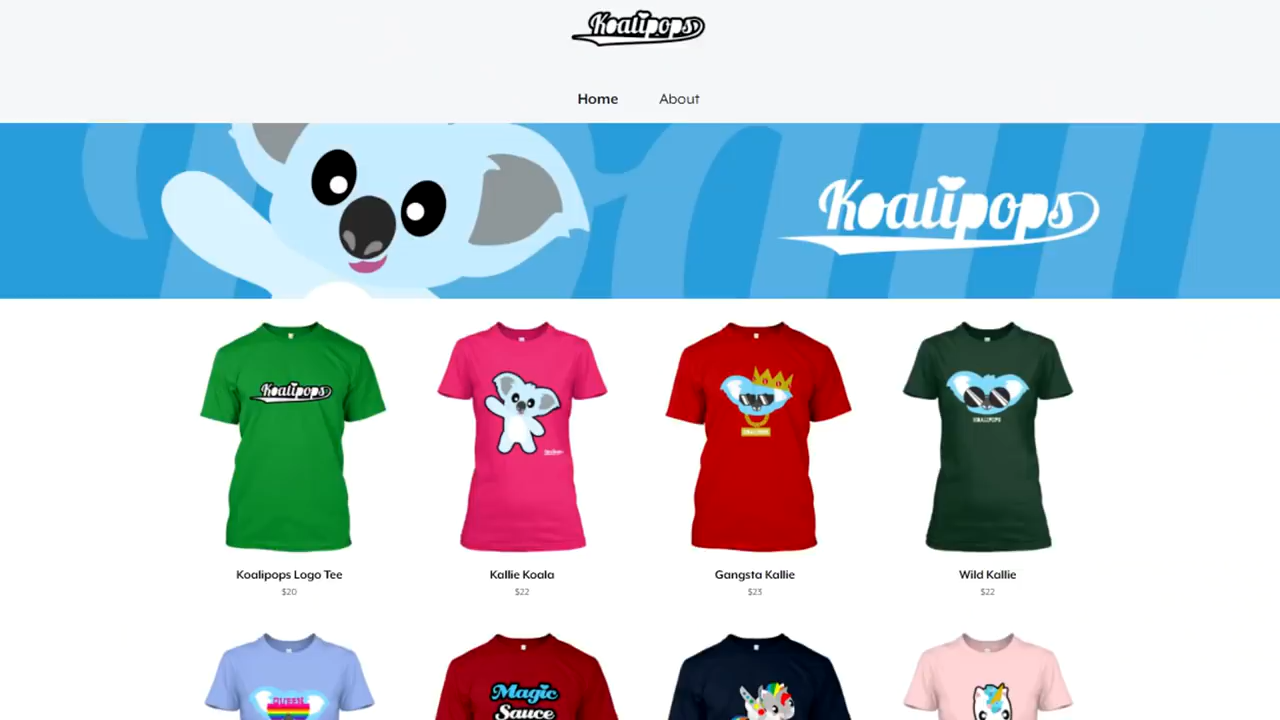 Koalipops
Home About
Koalipops
Koalipops
KOALIPOPS
Koalipops Logo Tee
$20
Kallie Koala
$22
Gangsta Kallie
$23
Wild Kallie
$22
QUEEN
Magic
Sauce